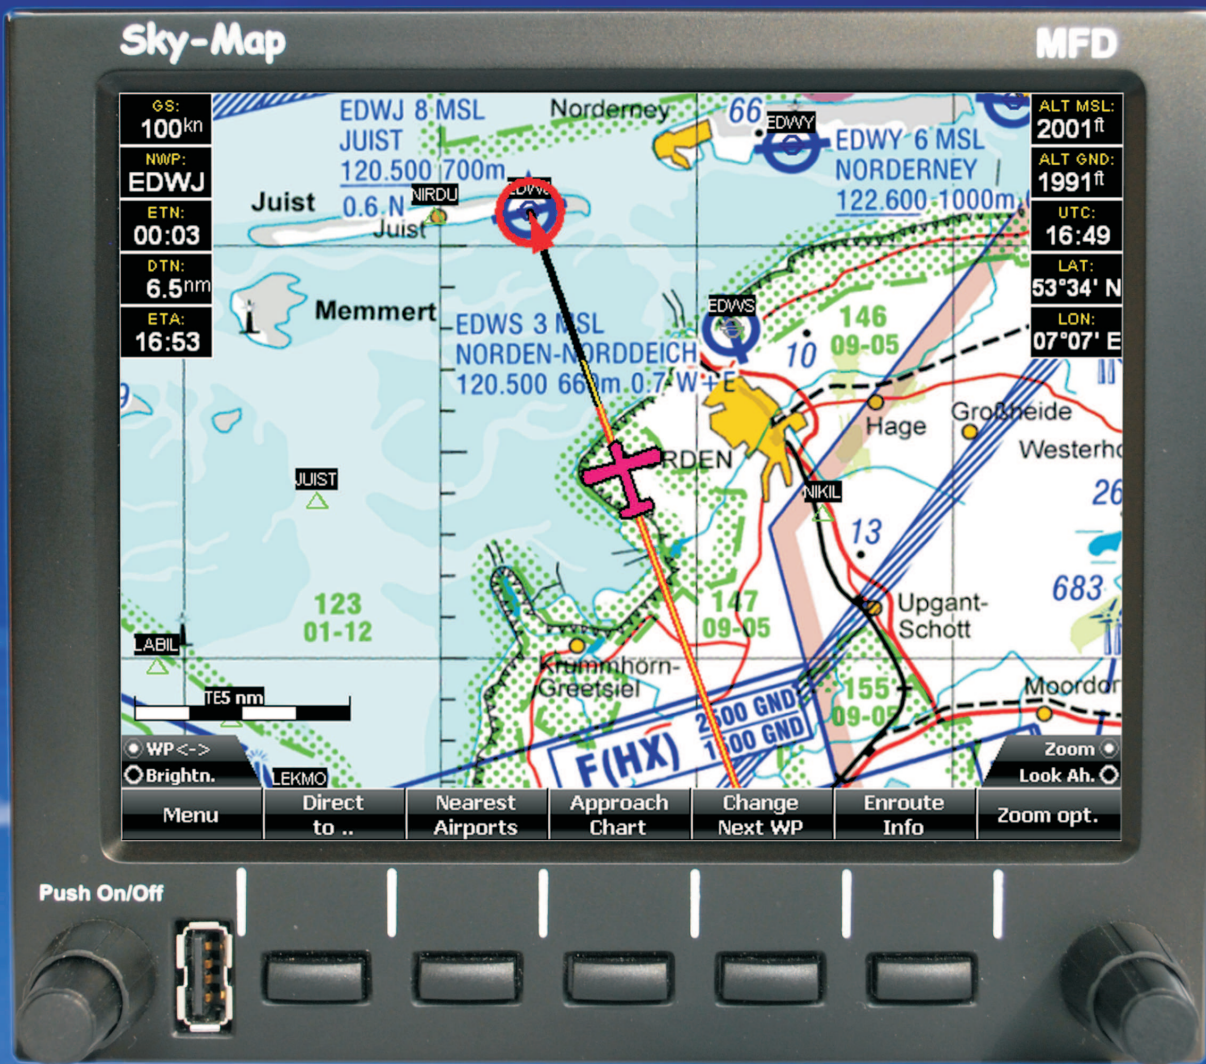 Sky-Map
MFD
GS:
100kn
NWP:
EDWJ
ETN:
00:03
DTN:
6.5nm
ETA:
16:53
ALT MSL:
2001ft
ALT GND:
1991ft
UTC:
16:49
LAT:
53°34' N
LON:
07°07' E
EDWJ 8 MSL
JUIST
120.500 700m
0.6 N
Norderney
66
EDWY
EDWY 6 MSL
NORDERNEY
122.600 1000m
NIRDU
Juist
Juist
Memmert
EDWS
EDWS 3 MSL
NORDEN-NORDDEICH
120.500 660m 0.7 W+E
146
09-05
10
Hage
Großheide
JUIST
NIKIL
26
13
683
123
01-12
147
09-05
Upgant-
Schott
LABIL
Krummhörn-
Greetsiel
155
09-05
5 nm
F(HX)
2500 GND
1500 GND
LEKMO
WP<->
Brightn.
Zoom
Look Ah.
Menu
Direct
to ..
Nearest
Airports
Approach
Chart
Change
Next WP
Enroute
Info
Zoom opt.
Push On/Off